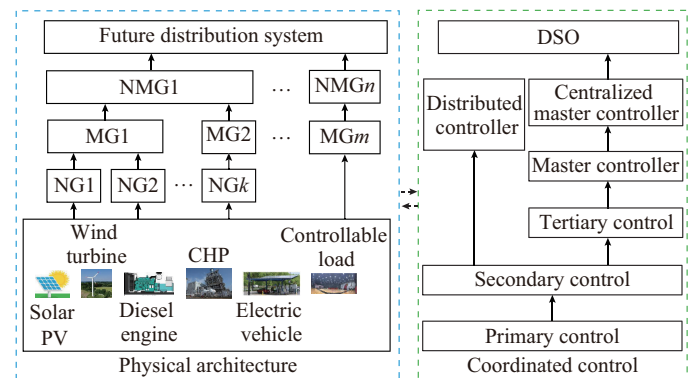 Future distribution system
NMG1
...
NMGn
MG1
MG2
...
MGm
NG1
NG2
...
NGk
Wind
turbine
CHP
Controllable
load
Solar
PV
Diesel
engine
Electric
vehicle
Physical architecture
DSO
Distributed
controller
Centralized
master controller
Master controller
Tertiary control
Secondary control
Primary control
Coordinated control